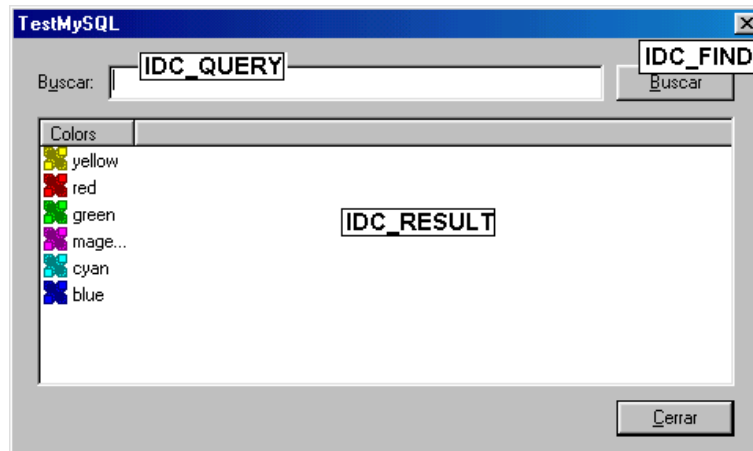 TestMySQL
IDC_QUERY
IDC_FIND
Buscar:
Buscar
Colors
yellow
red
green
mage...
cyan
blue
IDC_RESULT
Cerrar